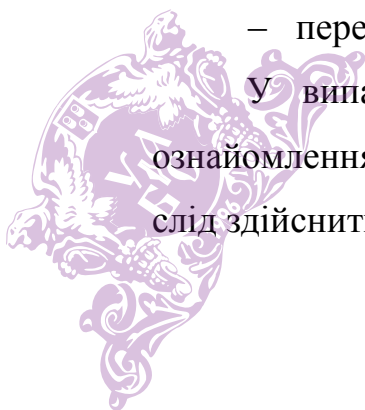 – пере
У випа
ознайомлення
слід здійснит